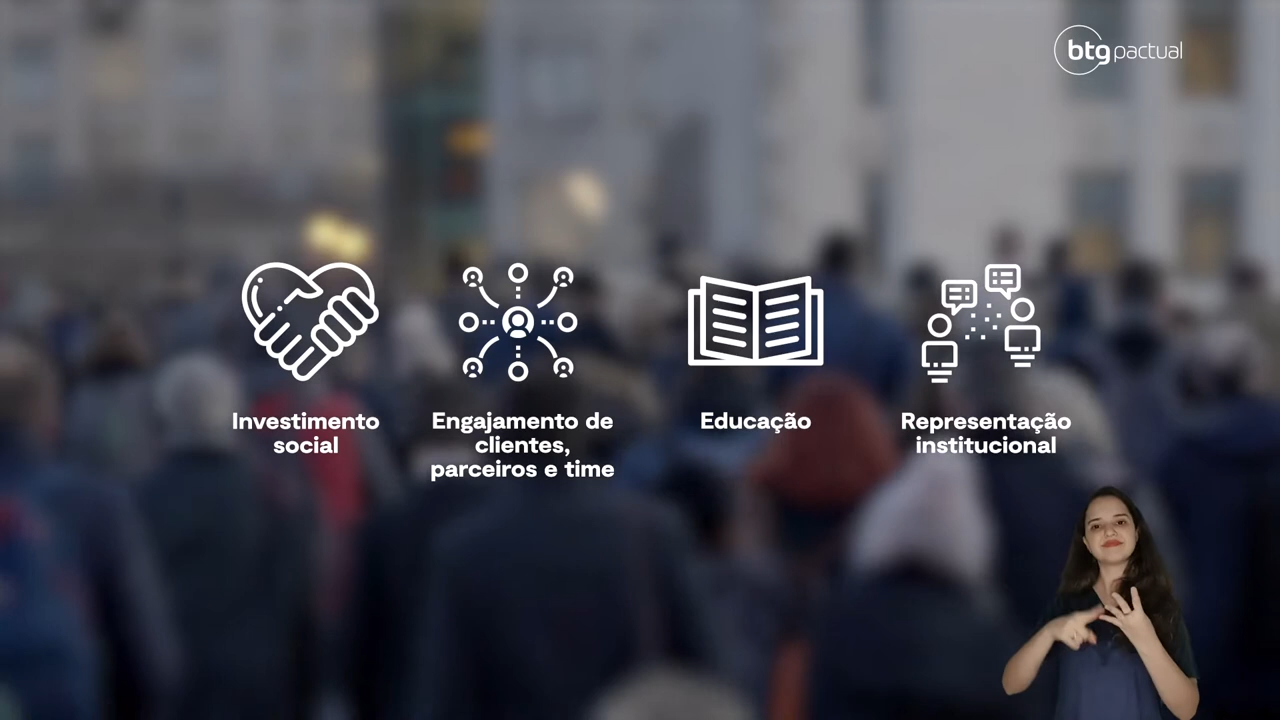 btg pactual
Investimento
social
Engajamento de
clientes,
parceiros e time
Educação
Representação
institucional